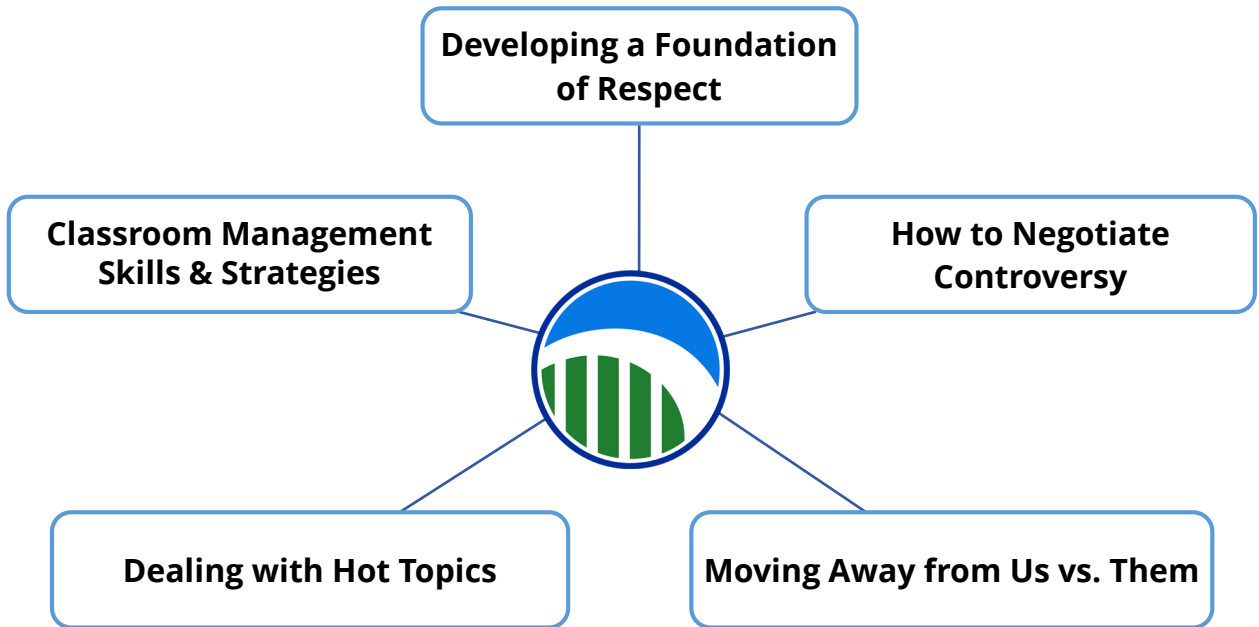 Developing a Foundation
of Respect
Classroom Management
Skills & Strategies
How to Negotiate
Controversy
Dealing with Hot Topics
Moving Away from Us vs. Them